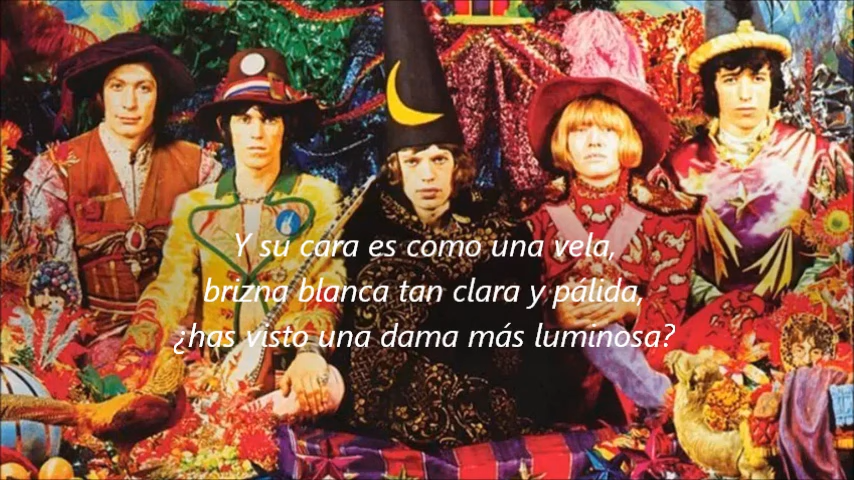 Y su cara es como una vela,
brizna blanca tan clara y pálida,
¿has visto una dama más luminosa?